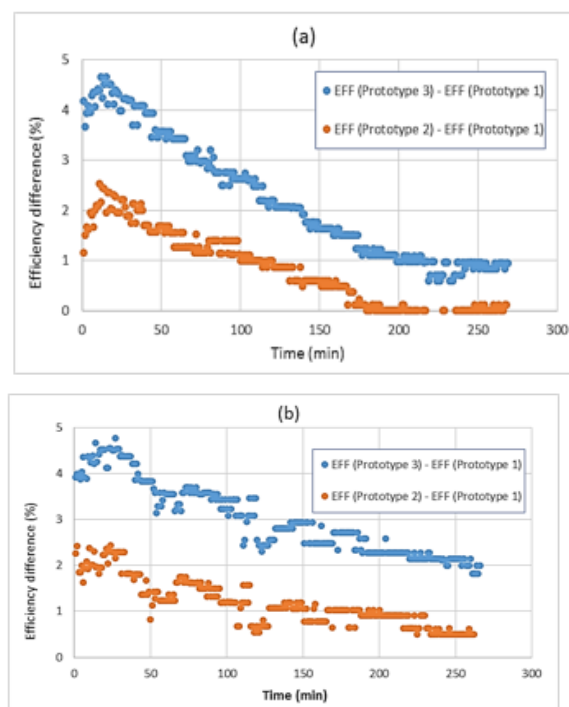 (a)
Efficiency difference (%)
5
4
3
2
1
0
EFF (Prototype 3) - EFF (Prototype 1)
EFF (Prototype 2) - EFF (Prototype 1)
0 50 100 150 200 250 300
Time (min)
(b)
Efficiency difference (%)
5
4
3
2
1
0
EFF (Prototype 3) - EFF (Prototype 1)
EFF (Prototype 2) - EFF (Prototype 1)
0 50 100 150 200 250 300
Time (min)